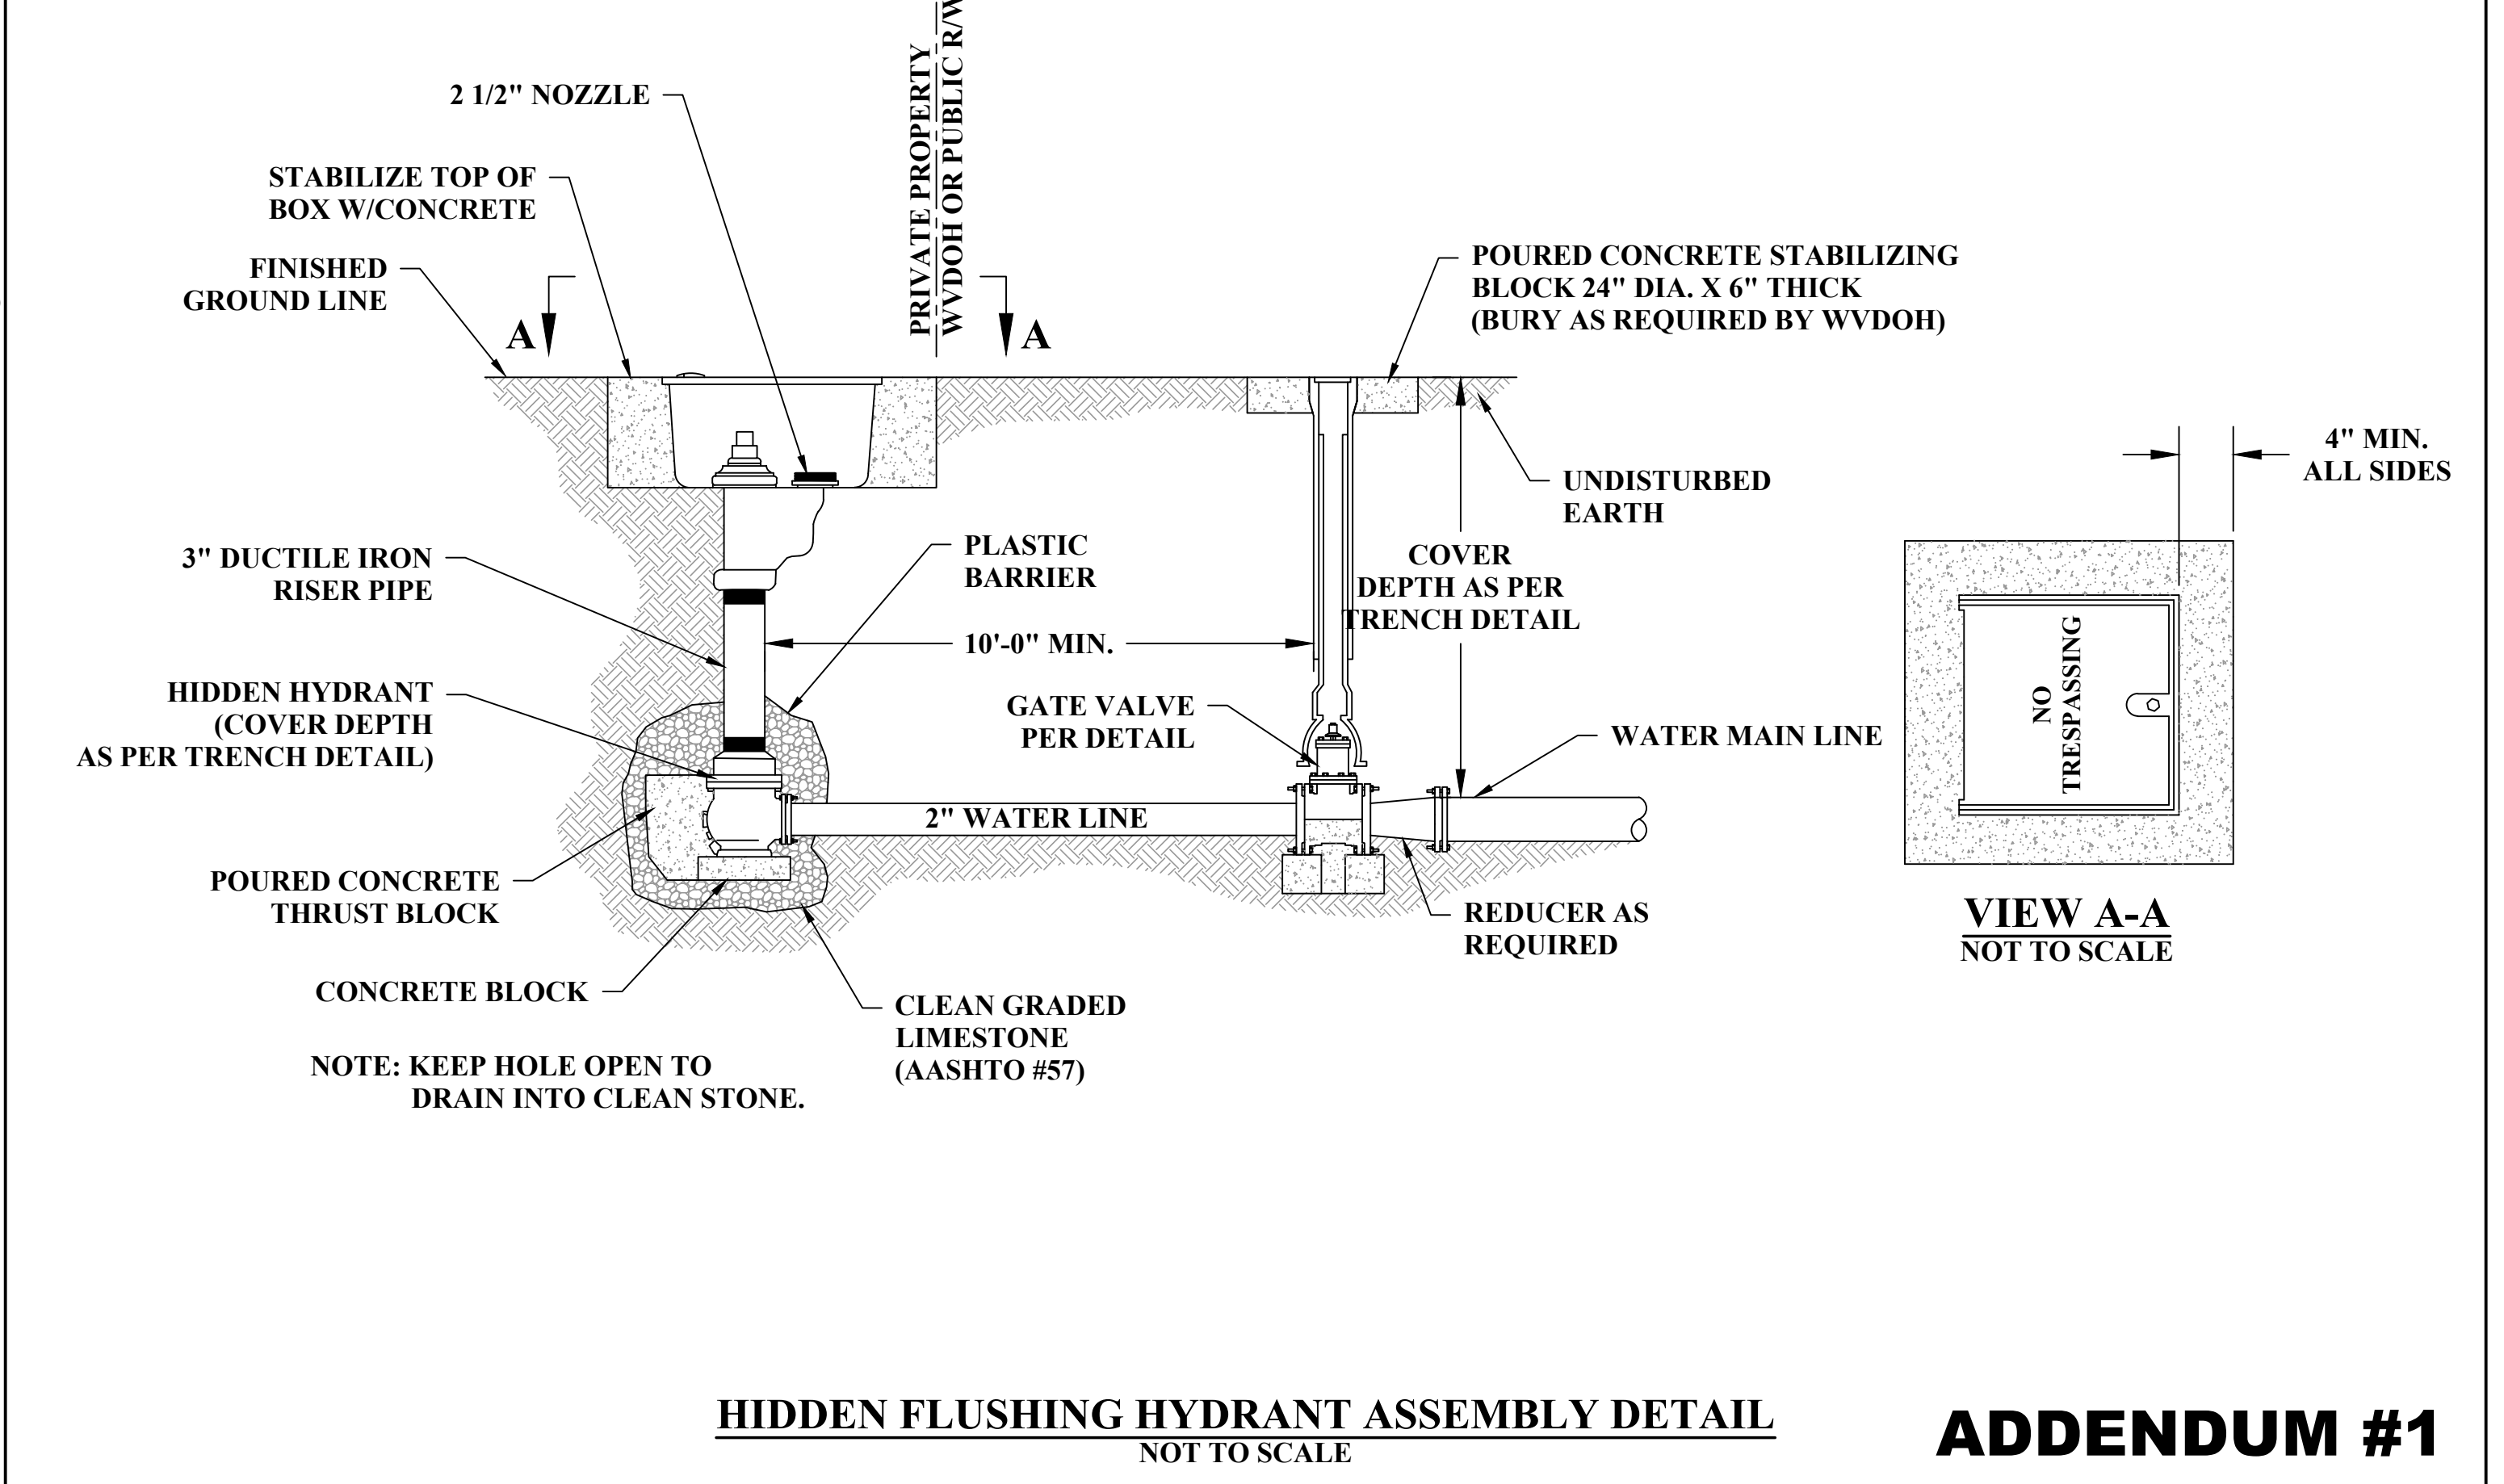 PRIVATE PROPERTY
WVDOH OR PUBLIC R/W
2 1/2" NOZZLE
STABILIZE TOP OF
BOX W/CONCRETE
FINISHED
GROUND LINE
A
A
POURED CONCRETE STABILIZING
BLOCK 24" DIA. X 6" THICK
(BURY AS REQUIRED BY WVDOH)
4" MIN.
ALL SIDES
UNDISTURBED
EARTH
3" DUCTILE IRON
RISER PIPE
PLASTIC
BARRIER
COVER
DEPTH AS PER
TRENCH DETAIL
10'-0" MIN.
HIDDEN HYDRANT
(COVER DEPTH
AS PER TRENCH DETAIL)
GATE VALVE
PER DETAIL
WATER MAIN LINE
NO
TRESPASSING
2" WATER LINE
POURED CONCRETE
THRUST BLOCK
REDUCER AS
REQUIRED
VIEW A-A
NOT TO SCALE
CONCRETE BLOCK
CLEAN GRADED
LIMESTONE
(AASHTO #57)
NOTE: KEEP HOLE OPEN TO
DRAIN INTO CLEAN STONE.
HIDDEN FLUSHING HYDRANT ASSEMBLY DETAIL
NOT TO SCALE
ADDENDUM #1